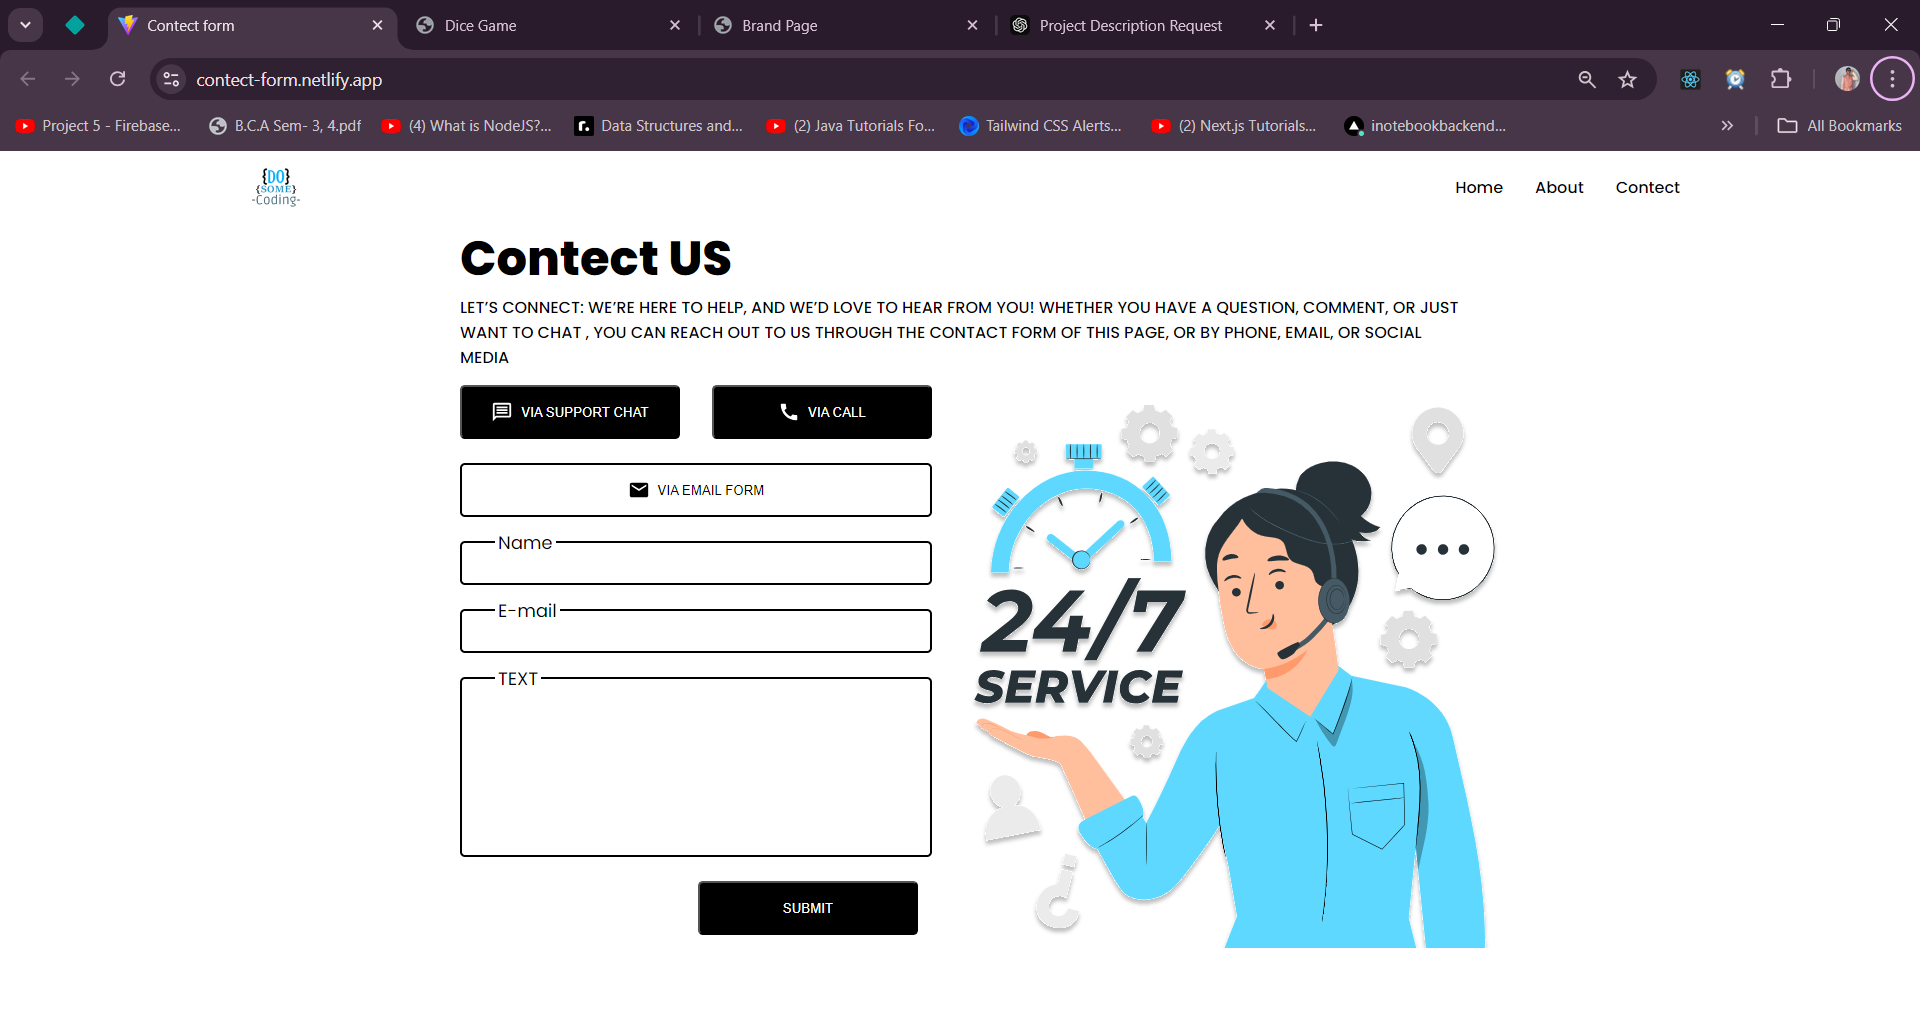 Contect form
Dice Game
Brand Page
Project Description Request
contect-form.netlify.app
Project 5 - Firebase...
B.C.A Sem- 3, 4.pdf
(4) What is NodeJS?...
Data Structures and...
(2) Java Tutorials Fo...
Tailwind CSS Alerts...
(2) Next.js Tutorials...
inotebookbackend...
All Bookmarks
{DO}
{SOME}
-Coding-
Home
About
Contect
Contect US
LET’S CONNECT: WE’RE HERE TO HELP, AND WE’D LOVE TO HEAR FROM YOU! WHETHER YOU HAVE A QUESTION, COMMENT, OR JUST
WANT TO CHAT , YOU CAN REACH OUT TO US THROUGH THE CONTACT FORM OF THIS PAGE, OR BY PHONE, EMAIL, OR SOCIAL
MEDIA
VIA SUPPORT CHAT
VIA CALL
VIA EMAIL FORM
Name
E-mail
TEXT
SUBMIT
24/7
SERVICE